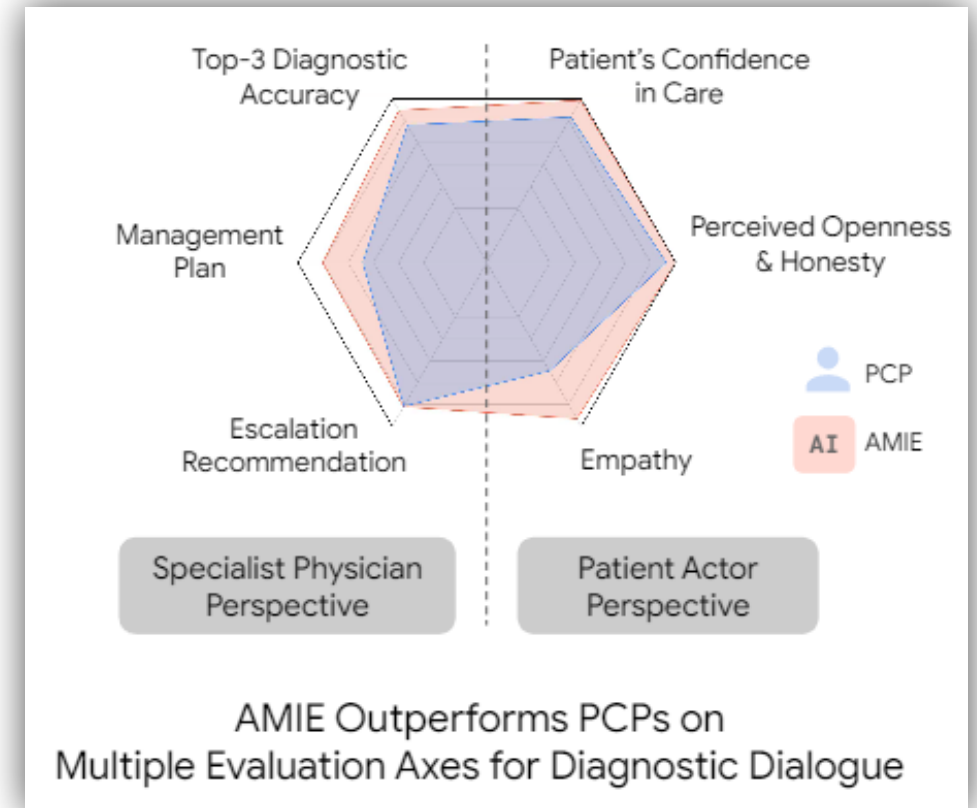 Top-3 Diagnostic
Accuracy
Patient's Confidence
in Care
Management
Plan
Perceived Openness
& Honesty
PCP
AI AMIE
Escalation
Recommendation
Empathy
Specialist Physician
Perspective
Patient Actor
Perspective
AMIE Outperforms PCPs on
Multiple Evaluation Axes for Diagnostic Dialogue